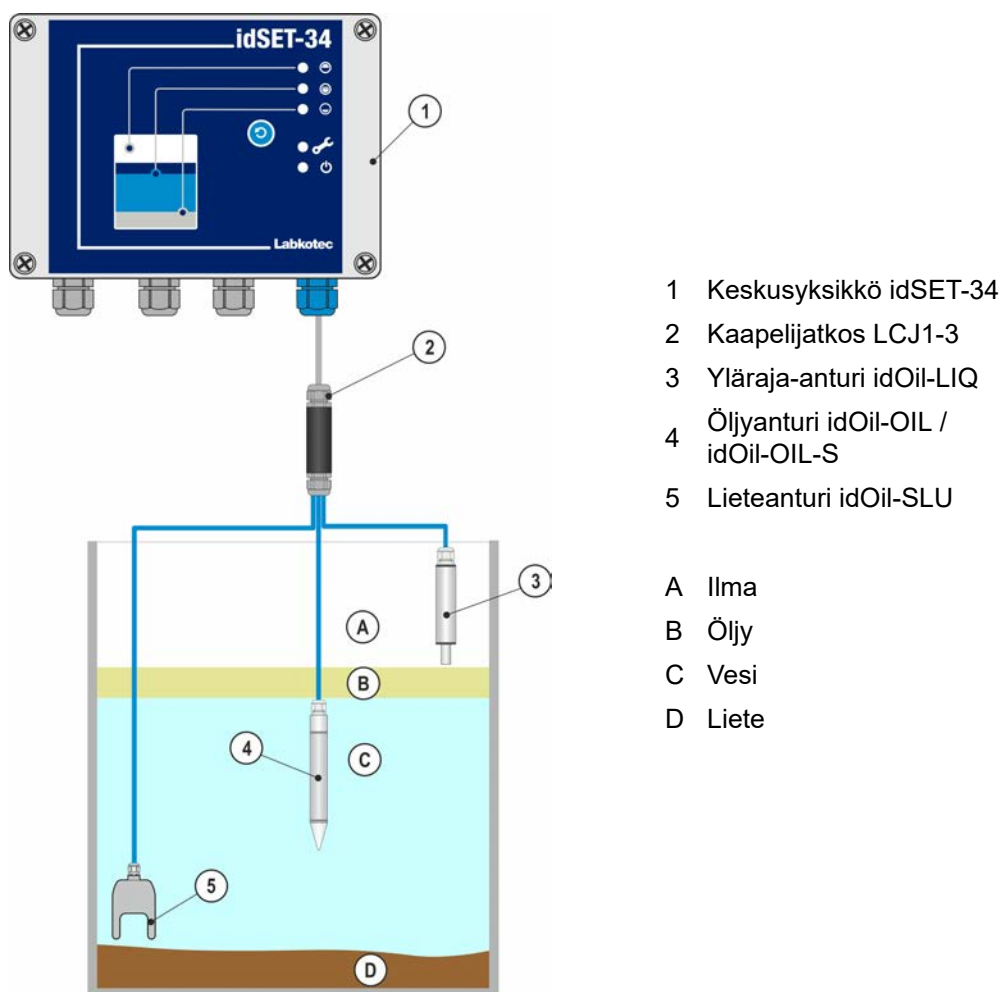 idSET-34
Labkotec
1
2
3
A
B
4
C
5
D
1 Keskusyksikkö idSET-34
2 Kaapelijatkos LCJ1-3
3 Yläraja-anturi idOil-LIQ
4 Öljyanturi idOil-OIL /
idOil-OIL-S
5 Lieteanturi idOil-SLU
A Ilma
B Öljy
C Vesi
D Liete